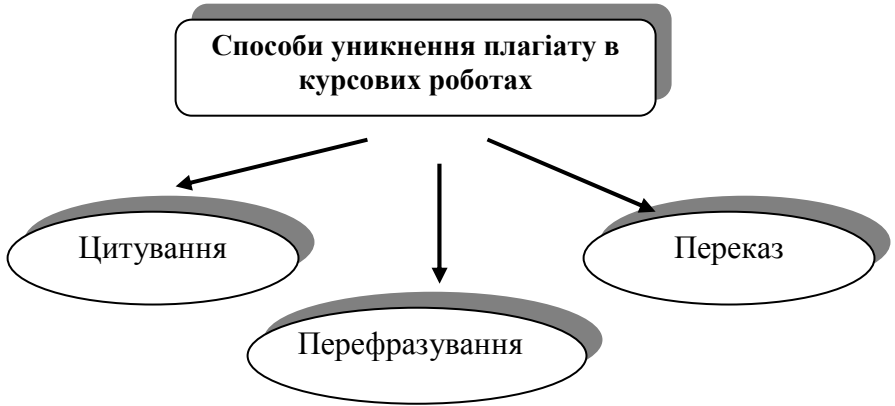 Способи уникнення плагіату в
курсових роботах
Цитування
Переказ
Перефразування